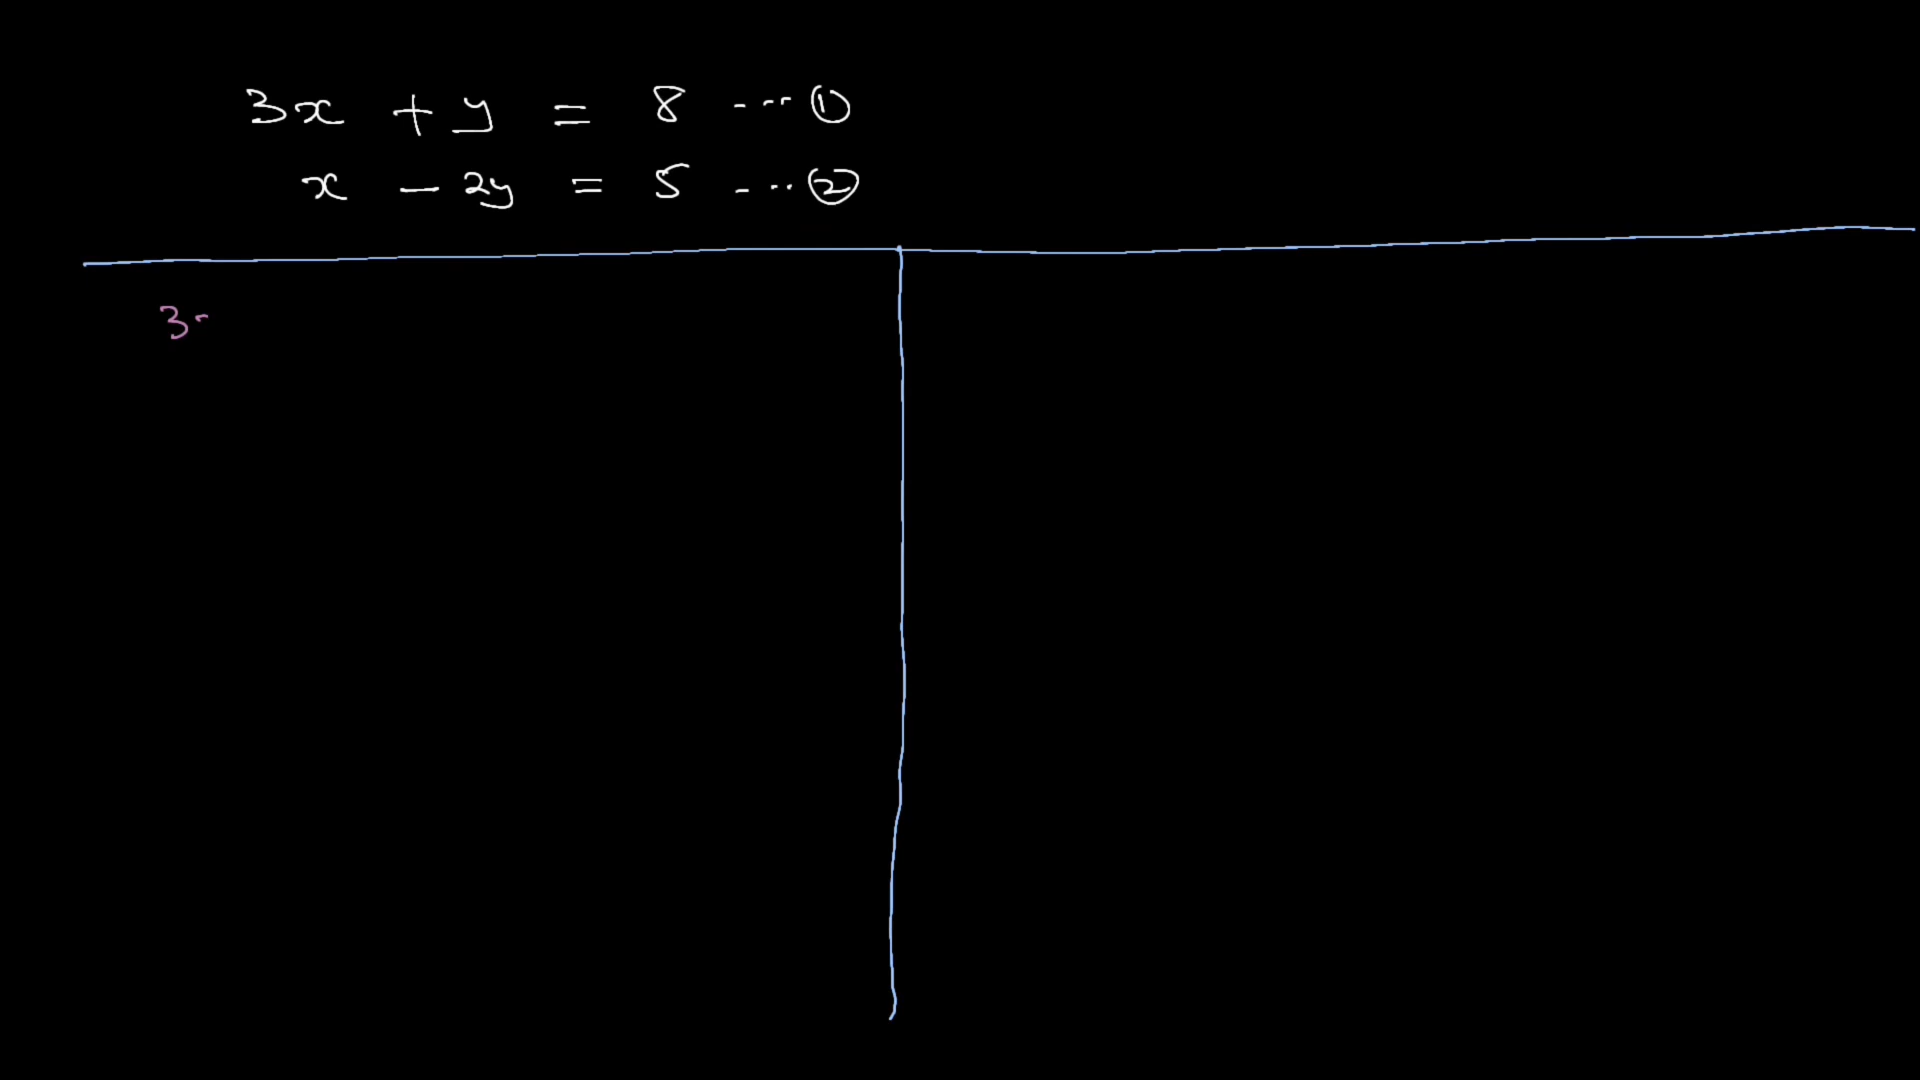 3x + y = 8 --- ①
x - 2y = 5 --- ②
3